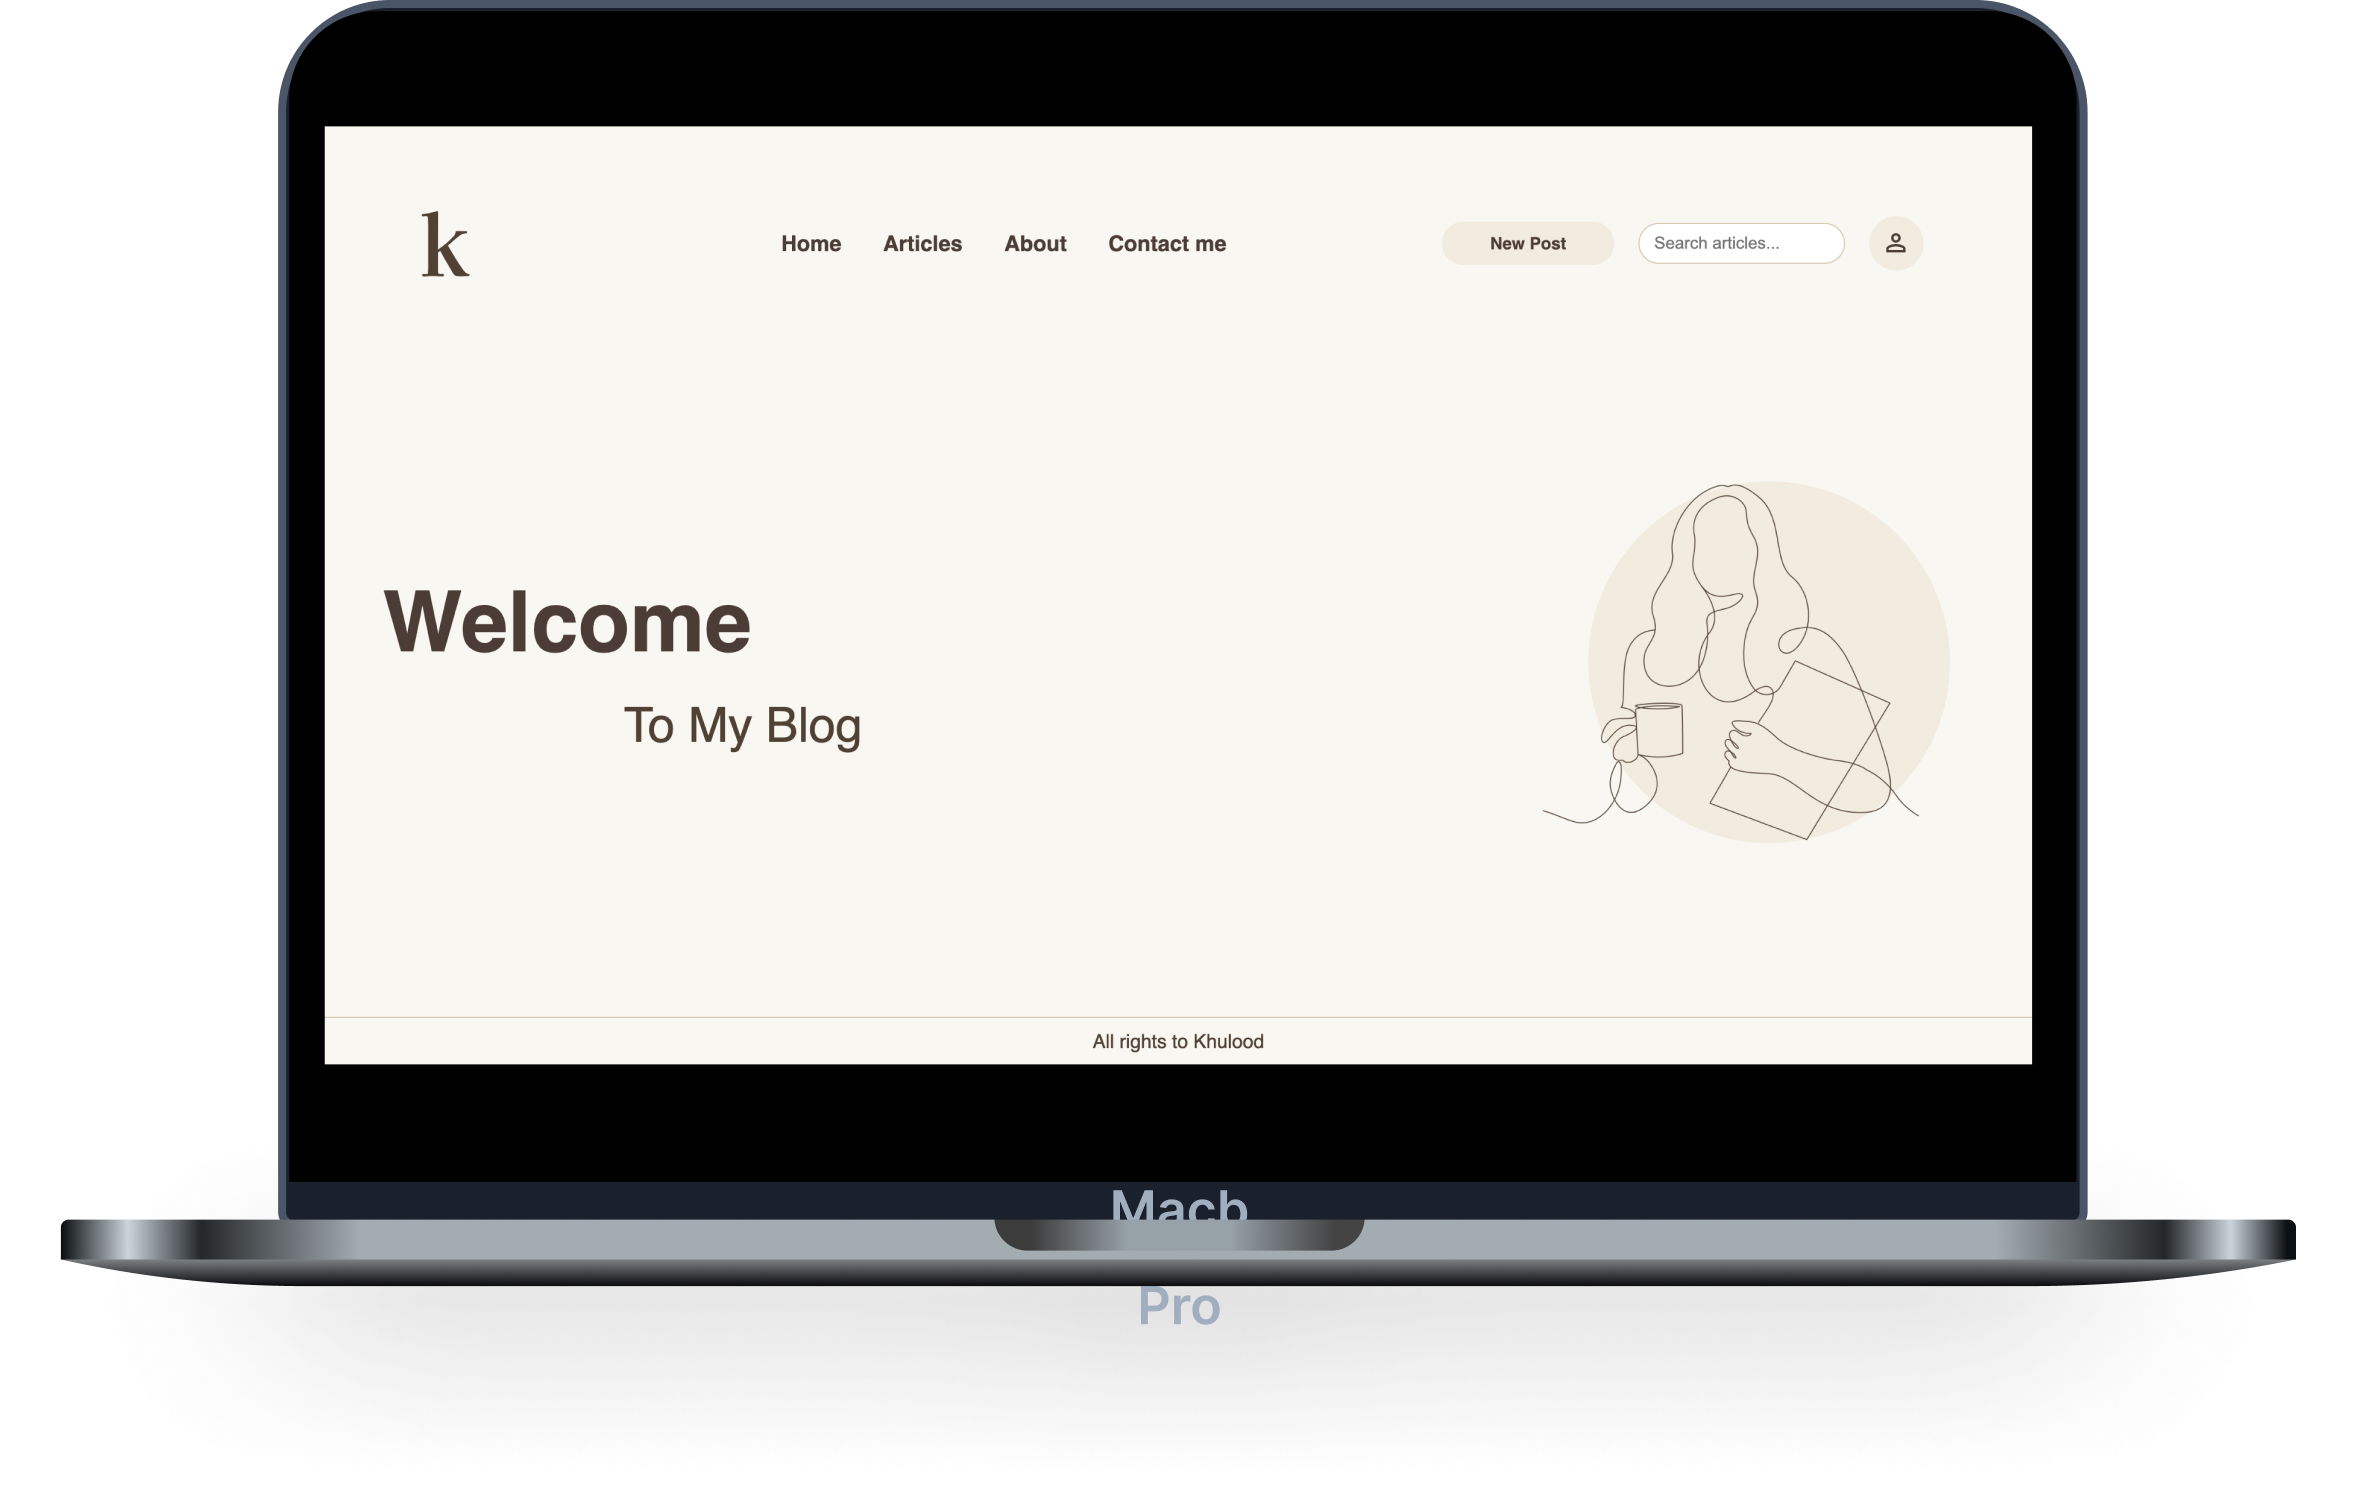 k
Home Articles About Contact me New Post Search articles...
Welcome
To My Blog
All rights to Khulood
Macb
Pro